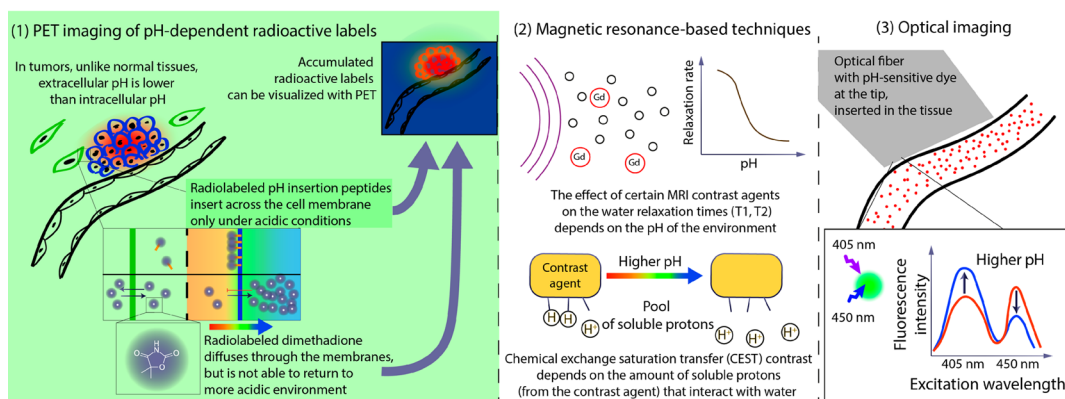 (1) PET imaging of pH-dependent radioactive labels
In tumors, unlike normal tissues,
extracellular pH is lower
than intracellular pH
Accumulated
radioactive labels
can be visualized with PET
Radiolabeled pH insertion peptides
insert across the cell membrane
only under acidic conditions
Radiolabeled dimethadione
diffuses through the membranes,
but is not able to return to
more acidic environment
H
N
O
O
O
(2) Magnetic resonance-based techniques
Gd
Gd
Gd
Relaxation rate
pH
The effect of certain MRI contrast agents
on the water relaxation times (T1, T2)
depends on the pH of the environment
Contrast
agent
Higher pH
Pool
of soluble protons
H
H
H+
H+
H+
H+
Chemical exchange saturation transfer (CEST) contrast
depends on the amount of soluble protons
(from the contrast agent) that interact with water
(3) Optical imaging
Optical fiber
with pH-sensitive dye
at the tip,
inserted in the tissue
405 nm
450 nm
Fluorescence
intensity
Higher pH
405 nm
450 nm
Excitation wavelength